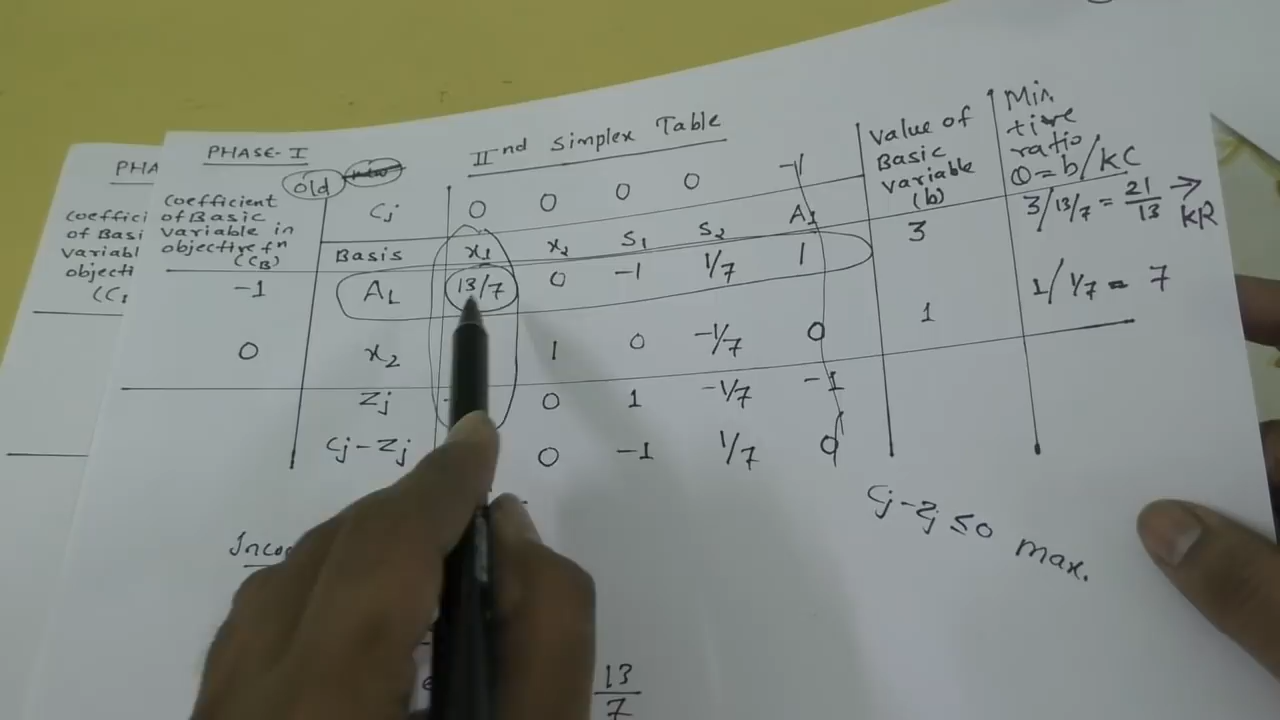 PHASE-I
IInd Simplex Table
old
PHA
Coeffici
of Basi
variabl
object
(C
Coefficient
of Basic
variable in
objective fn
(CB)
Cj 0 0 0 0 -1
Value of
Basic
variable
(b)
Min
ratio
θ = b/KC
Basis x1 x2 S1 S2 A1
-1 A1 13/7 0 -1 1/7 1 3 3/13/7 = 21/13 → KR
0 x2 1 0 -1/7 0 1 1/1/7 = 7
Zj 0 1 -1/7 -1
Cj-Zj 0 -1 1/7 0
Cj-Zj ≤0 max.
Inco
13/7